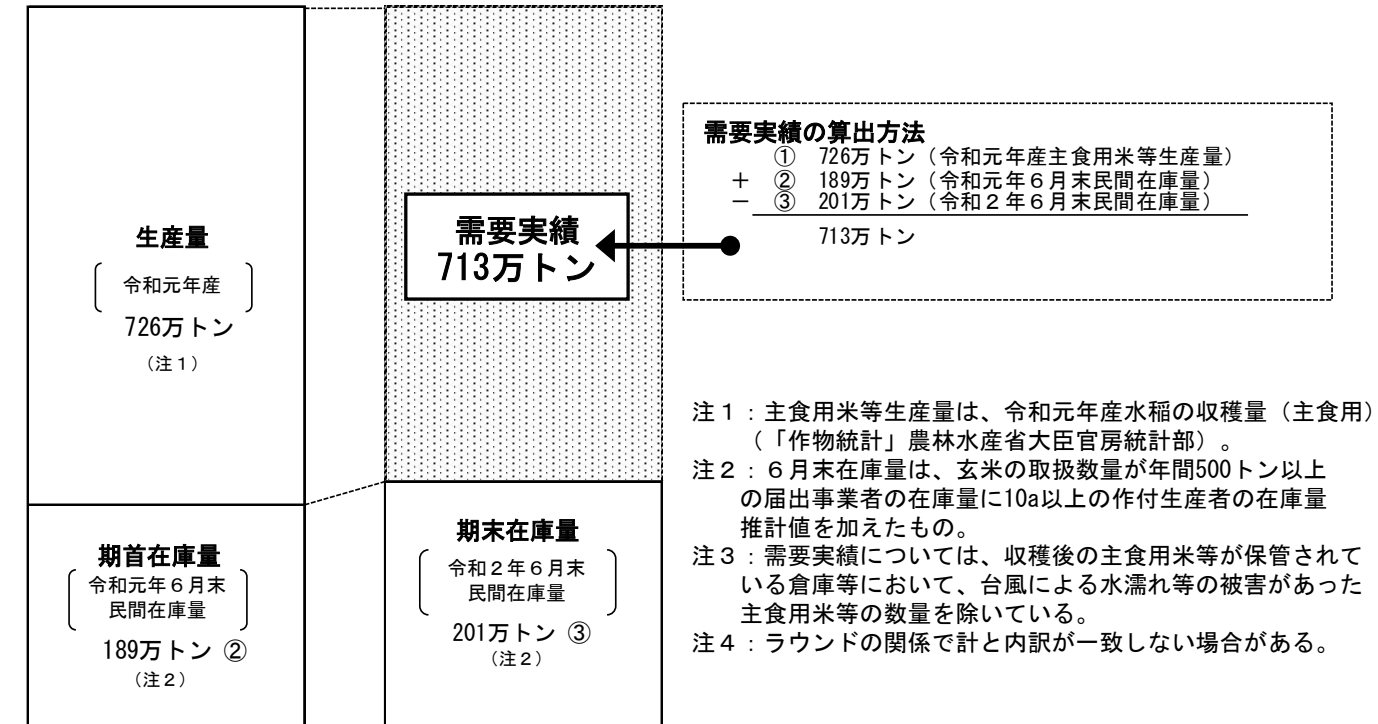 生産量
令和元年産
726万トン
（注１）
期首在庫量
令和元年６月末
民間在庫量
189万トン ②
（注２）
需要実績
713万トン
期末在庫量
令和２年６月末
民間在庫量
201万トン ③
（注２）
需要実績の算出方法
① 726万トン（令和元年産主食用米等生産量）
＋ ② 189万トン（令和元年６月末民間在庫量）
－ ③ 201万トン（令和２年６月末民間在庫量）
713万トン
注１：主食用米等生産量は、令和元年産水稲の収穫量（主食用）
（「作物統計」農林水産省大臣官房統計部）。
注２：６月末在庫量は、玄米の取扱数量が年間500トン以上
の届出事業者の在庫量に10a以上の作付生産者の在庫量
推計値を加えたもの。
注３：需要実績については、収穫後の主食用米等が保管されて
いる倉庫等において、台風による水濡れ等の被害があった
主食用米等の数量を除いている。
注４：ラウンドの関係で計と内訳が一致しない場合がある。